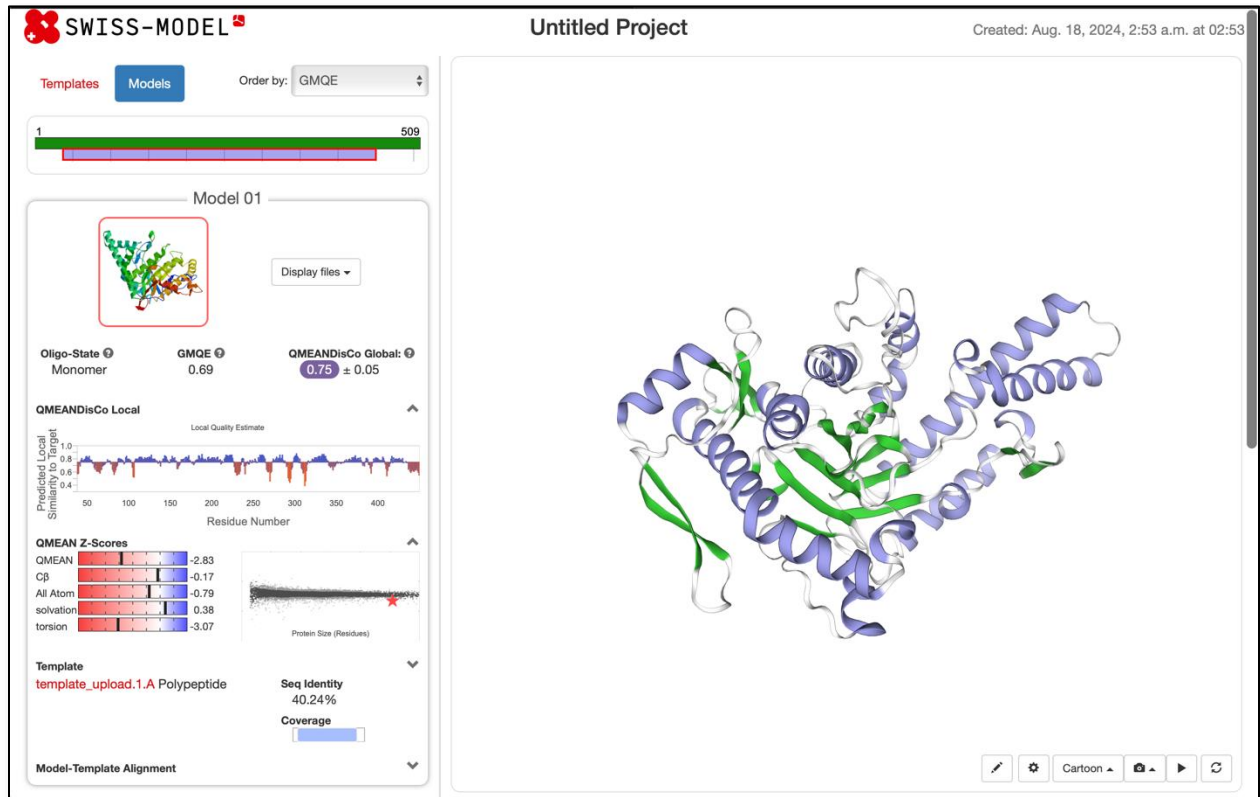 SWISS-MODEL
Untitled Project
Created: Aug. 18, 2024, 2:53 a.m. at 02:53
Templates
Models
Order by:
GMQE
1
509
Model 01
Display files
Oligo-State
GMQE
QMEANDisCo Global:
Monomer
0.69
0.75 ± 0.05
QMEANDisCo Local
Local Quality Estimate
Predicted Local
Similarity to Target
1.0
0.8
0.6
0.4
50 100 150 200 250 300 350 400
Residue Number
QMEAN Z-Scores
QMEAN -2.83
Cβ -0.17
All Atom -0.79
solvation 0.38
torsion -3.07
Protein Size (Residues)
Template
template_upload.1.A Polypeptide
Seq Identity
40.24%
Coverage
Model-Template Alignment
Cartoon